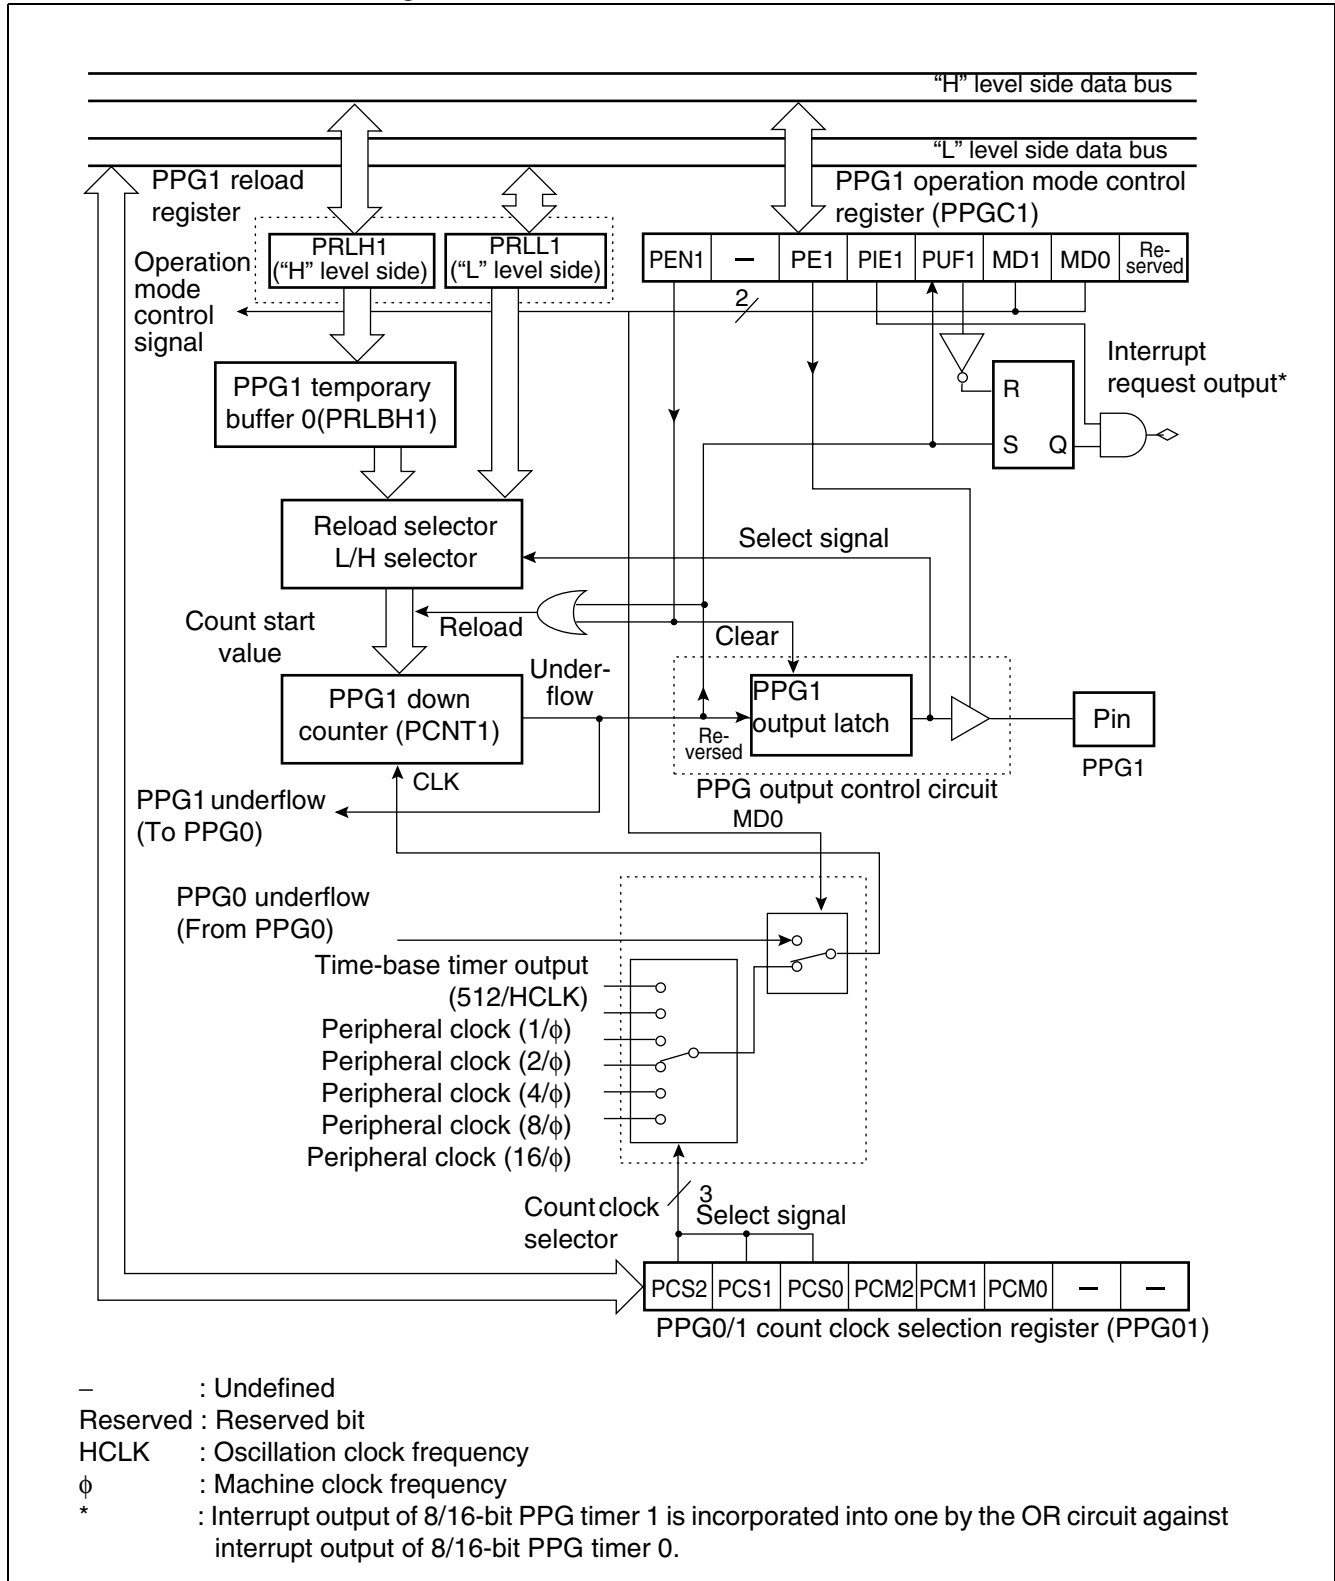 "H" level side data bus
"L" level side data bus
PPG1 reload
register
PPG1 operation mode control
register (PPGC1)
PRLH1
("H" level side)
PRLL1
("L" level side)
PEN1 – PE1 PIE1 PUF1 MD1 MD0 Re-
served
Operation
mode
control
signal
2
Interrupt
request output*
PPG1 temporary
buffer 0(PRLBH1)
R
S Q
Reload selector
L/H selector
Select signal
Count start
value
Reload
Clear
Under-
flow
PPG1 down
counter (PCNT1)
Re-
versed
PPG1
output latch
Pin
PPG1
CLK
PPG output control circuit
PPG1 underflow
(To PPG0)
MD0
PPG0 underflow
(From PPG0)
Time-base timer output
(512/HCLK)
Peripheral clock (1/ϕ)
Peripheral clock (2/ϕ)
Peripheral clock (4/ϕ)
Peripheral clock (8/ϕ)
Peripheral clock (16/ϕ)
Count clock
selector
3
Select signal
PCS2 PCS1 PCS0 PCM2 PCM1 PCM0 – –
PPG0/1 count clock selection register (PPG01)
– : Undefined
Reserved : Reserved bit
HCLK : Oscillation clock frequency
ϕ : Machine clock frequency
* : Interrupt output of 8/16-bit PPG timer 1 is incorporated into one by the OR circuit against
interrupt output of 8/16-bit PPG timer 0.